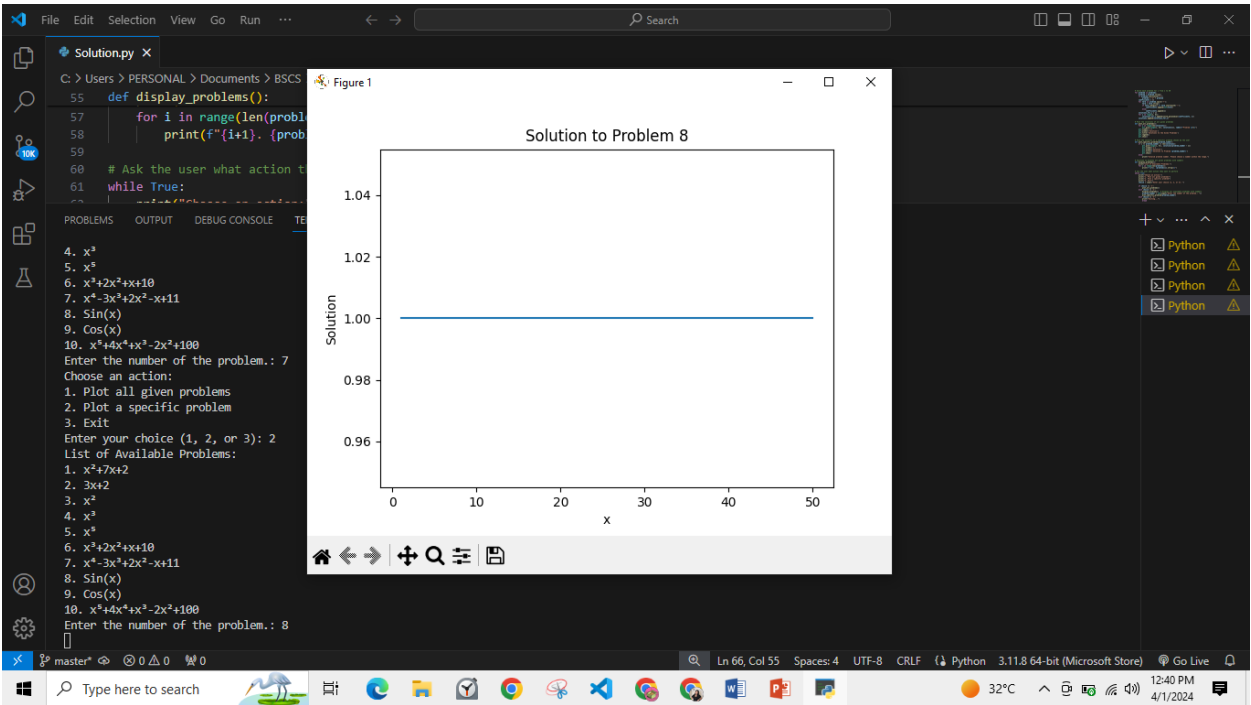 File Edit Selection View Go Run ··· Search
Solution.py
C: > Users > PERSONAL > Documents > BSCS
55 def display_problems():
57 for i in range(len(probl
58 print(f"{i+1}. {prob
59
60 # Ask the user what action t
61 while True:
PROBLEMS OUTPUT DEBUG CONSOLE TE
4. x³
5. x⁵
6. x³+2x²+x+10
7. x⁴-3x³+2x²-x+11
8. Sin(x)
9. Cos(x)
10. x⁵+4x⁴+x³-2x²+100
Enter the number of the problem.: 7
Choose an action:
1. Plot all given problems
2. Plot a specific problem
3. Exit
Enter your choice (1, 2, or 3): 2
List of Available Problems:
1. x²+7x+2
2. 3x+2
3. x²
4. x³
5. x⁵
6. x³+2x²+x+10
7. x⁴-3x³+2x²-x+11
8. Sin(x)
9. Cos(x)
10. x⁵+4x⁴+x³-2x²+100
Enter the number of the problem.: 8
Figure 1
Solution to Problem 8
1.04
1.02
1.00
0.98
0.96
Solution
0 10 20 30 40 50
x
Python
Python
Python
Python
10K
master* 0 0 0 Ln 66, Col 55 Spaces: 4 UTF-8 CRLF Python 3.11.8 64-bit (Microsoft Store) Go Live
Type here to search 32°C 12:40 PM
4/1/2024